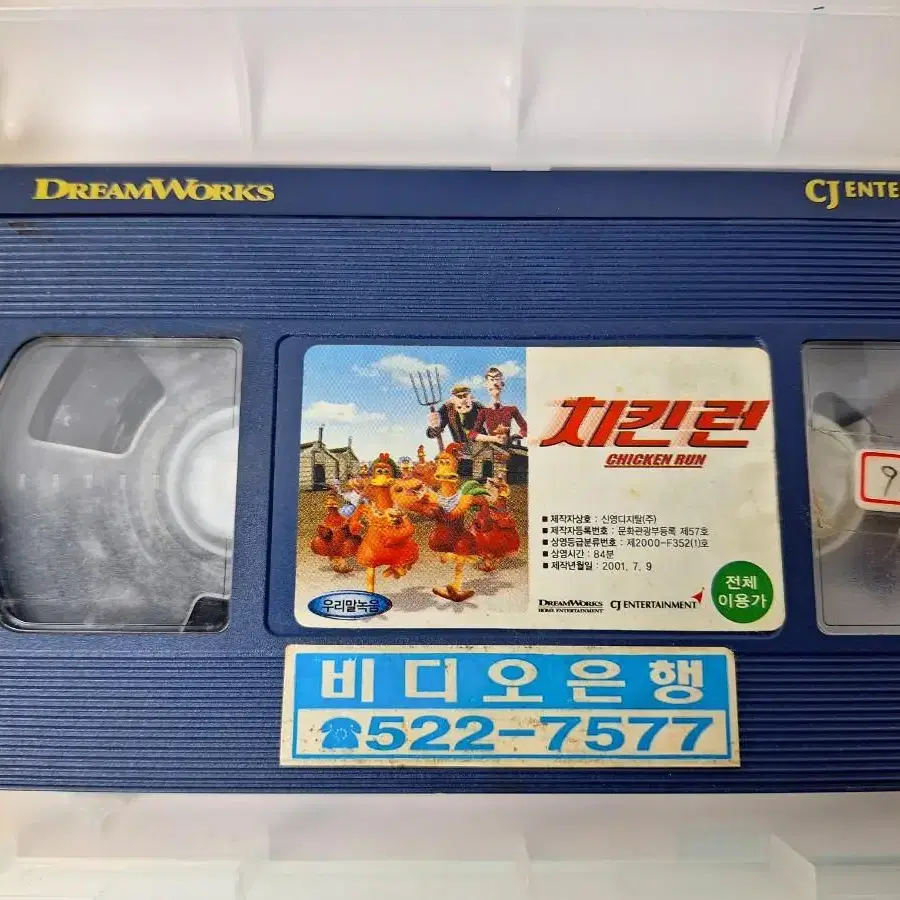 DREAMWORKS
CJ ENTE
치킨런
CHICKEN RUN
■ 제작자상호 : 신영디지탈(주)
■ 제작자등록번호 : 문화관광부등록 제57호
■ 상영등급분류번호 : 제2000-F352(1)호
■ 상영시간 : 84분
■ 제작년월일 : 2001. 7. 9
우리말녹음
DREAMWORKS
HOME ENTERTAINMENT
CJ ENTERTAINMENT
전체
이용가
9
비디오은행
☎522-7577